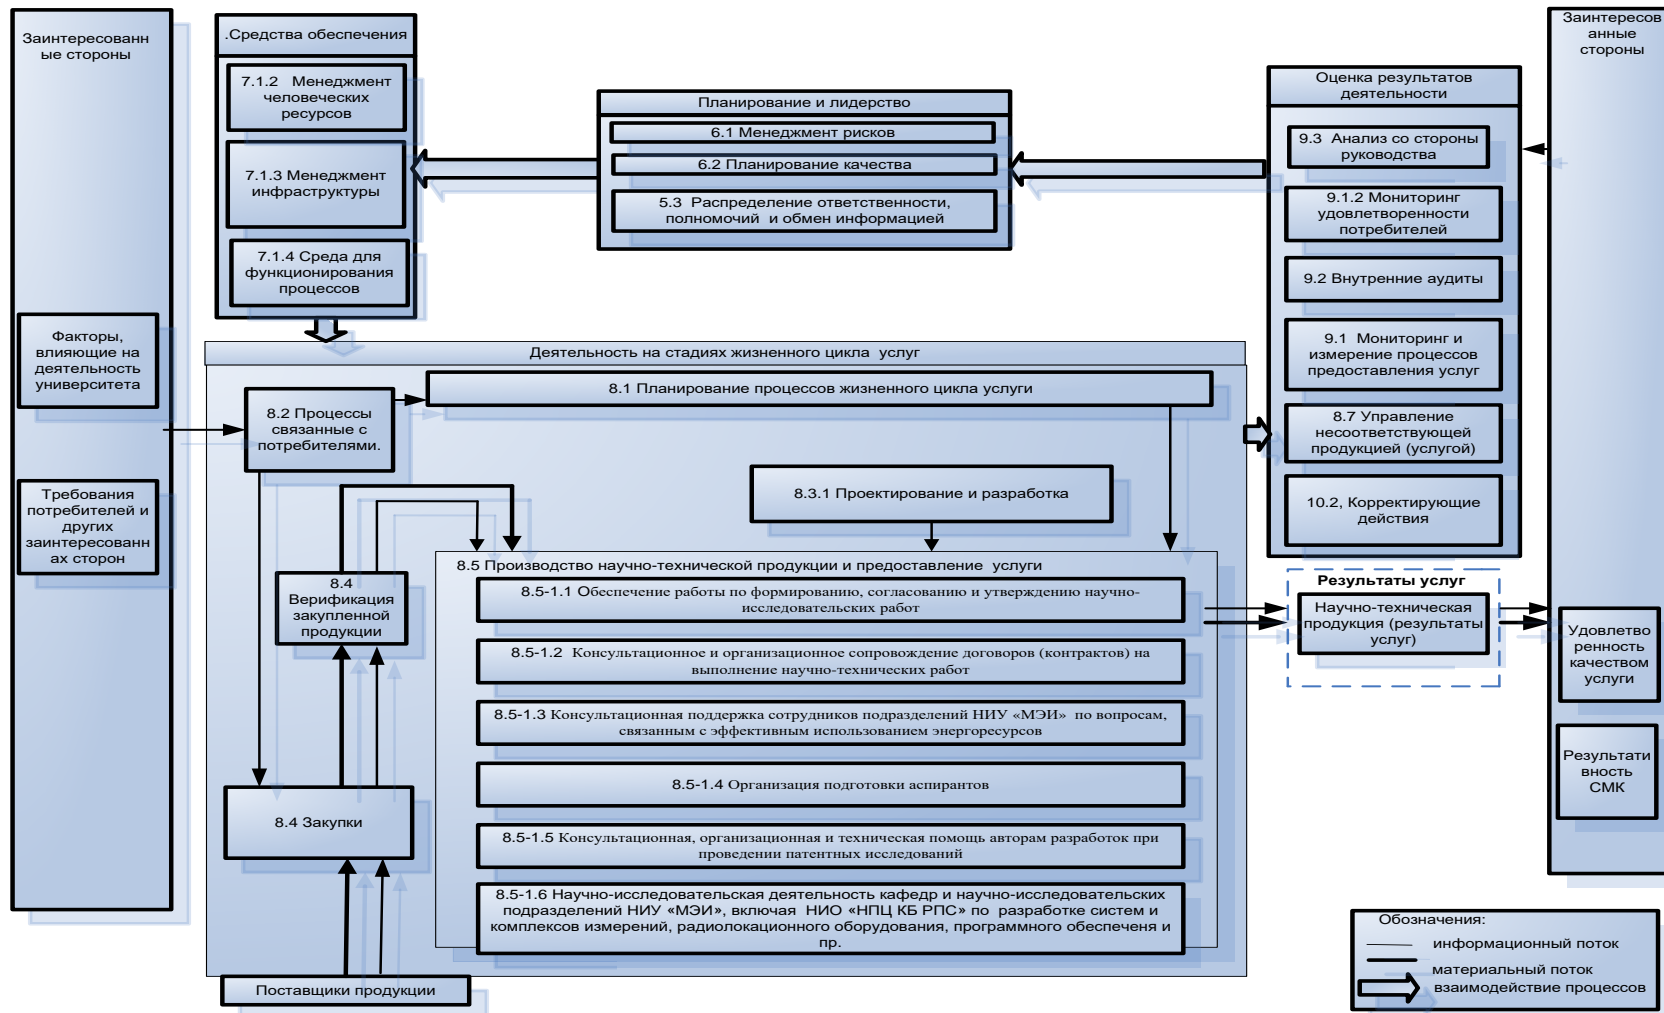 Заинтересованн
ые стороны
Факторы,
влияющие на
деятельность
университета
Требования
потребителей и
других
заинтересованн
ах сторон
.Средства обеспечения
7.1.2 Менеджмент
человеческих
ресурсов
7.1.3 Менеджмент
инфраструктуры
7.1.4 Среда для
функционирования
процессов
Планирование и лидерство
6.1 Менеджмент рисков
6.2 Планирование качества
5.3 Распределение ответственности,
полномочий и обмен информацией
Оценка результатов
деятельности
9.3 Анализ со стороны
руководства
9.1.2 Мониторинг
удовлетворенности
потребителей
9.2 Внутренние аудиты
9.1 Мониторинг и
измерение процессов
предоставления услуг
8.7 Управление
несоответствующей
продукцией (услугой)
10.2, Корректирующие
действия
Заинтересов
анные
стороны
Удовлетво
ренность
качеством
услуги
Результати
вность
СМК
Деятельность на стадиях жизненного цикла услуг
8.2 Процессы
связанные с
потребителями.
8.1 Планирование процессов жизненного цикла услуги
8.3.1 Проектирование и разработка
8.4
Верификация
закупленной
продукции
8.4 Закупки
Поставщики продукции
8.5 Производство научно-технической продукции и предоставление услуги
8.5-1.1 Обеспечение работы по формированию, согласованию и утверждению научно-
исследовательских работ
8.5-1.2 Консультационное и организационное сопровождение договоров (контрактов) на
выполнение научно-технических работ
8.5-1.3 Консультационная поддержка сотрудников подразделений НИУ «МЭИ» по вопросам,
связанным с эффективным использованием энергоресурсов
8.5-1.4 Организация подготовки аспирантов
8.5-1.5 Консультационная, организационная и техническая помощь авторам разработок при
проведении патентных исследований
8.5-1.6 Научно-исследовательская деятельность кафедр и научно-исследовательских
подразделений НИУ «МЭИ», включая НИО «НПЦ КБ РПС» по разработке систем и
комплексов измерений, радиолокационного оборудования, программного обеспеченя и
пр.
Результаты услуг
Научно-техническая
продукция (результаты
услуг)
Обозначения:
информационный поток
материальный поток
взаимодействие процессов